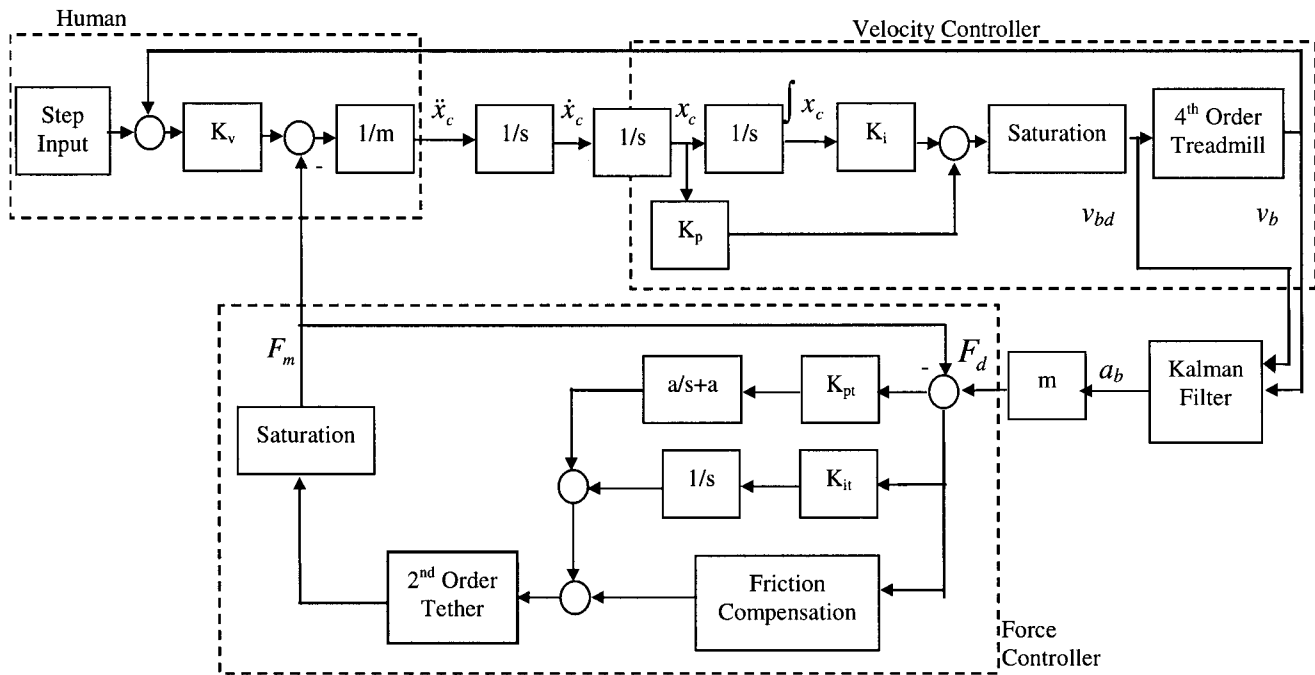 Human
Velocity Controller
Step
Input
K_v
-
1/m
ẍ_c
1/s
ẋ_c
1/s
x_c
1/s
∫ x_c
K_i
Saturation
4th Order
Treadmill
K_p
v_bd
v_b
F_m
a/s+a
K_pt
-
F_d
m
a_b
Kalman
Filter
Saturation
1/s
K_it
2nd Order
Tether
Friction
Compensation
Force
Controller